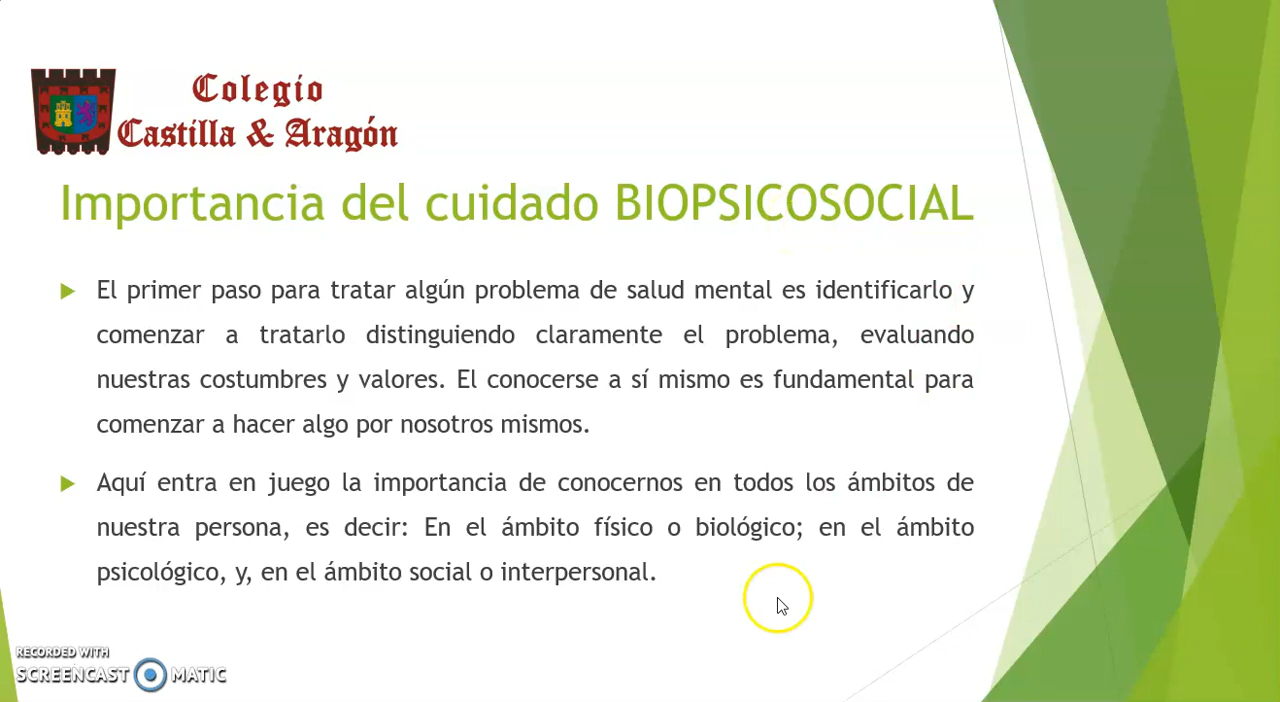 Colegio
Castilla & Aragón
Importancia del cuidado BIOPSICOSOCIAL
El primer paso para tratar algún problema de salud mental es identificarlo y
comenzar a tratarlo distinguiendo claramente el problema, evaluando
nuestras costumbres y valores. El conocerse a sí mismo es fundamental para
comenzar a hacer algo por nosotros mismos.
Aquí entra en juego la importancia de conocernos en todos los ámbitos de
nuestra persona, es decir: En el ámbito físico o biológico; en el ámbito
psicológico, y, en el ámbito social o interpersonal.
RECORDED WITH
SCREENCAST MATIC